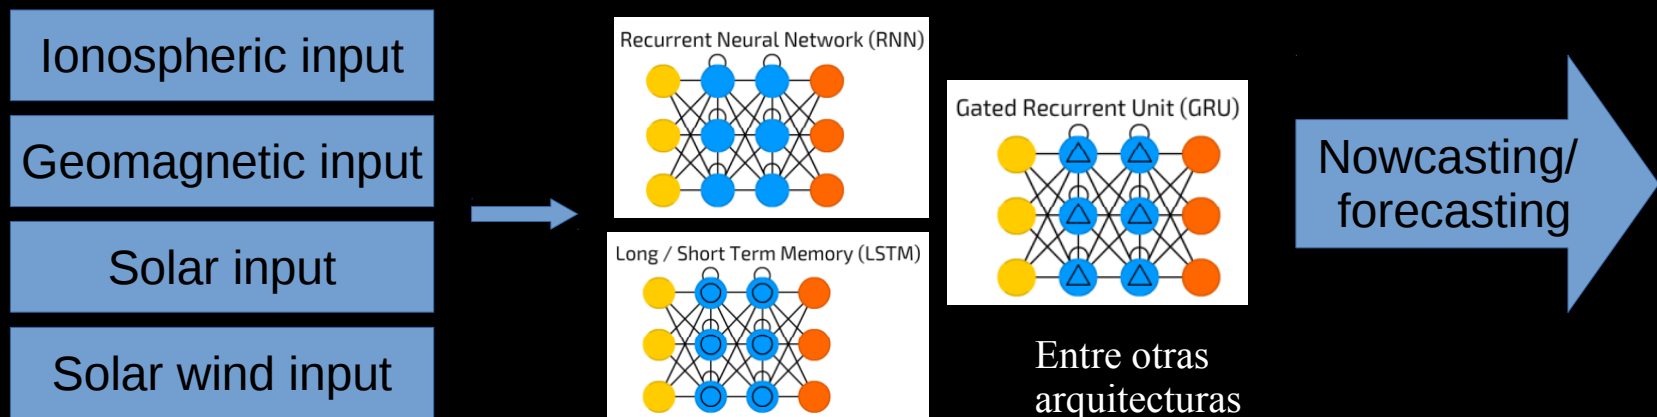 Ionospheric input
Geomagnetic input
Solar input
Solar wind input
Recurrent Neural Network (RNN)
Long / Short Term Memory (LSTM)
Gated Recurrent Unit (GRU)
Entre otras
arquitecturas
Nowcasting/
forecasting